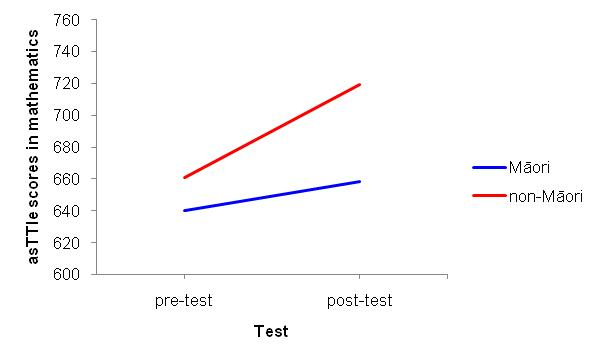 760
740
720
700
680
660
640
620
600
asTTle scores in mathematics
pre-test
post-test
Test
Māori
non-Māori